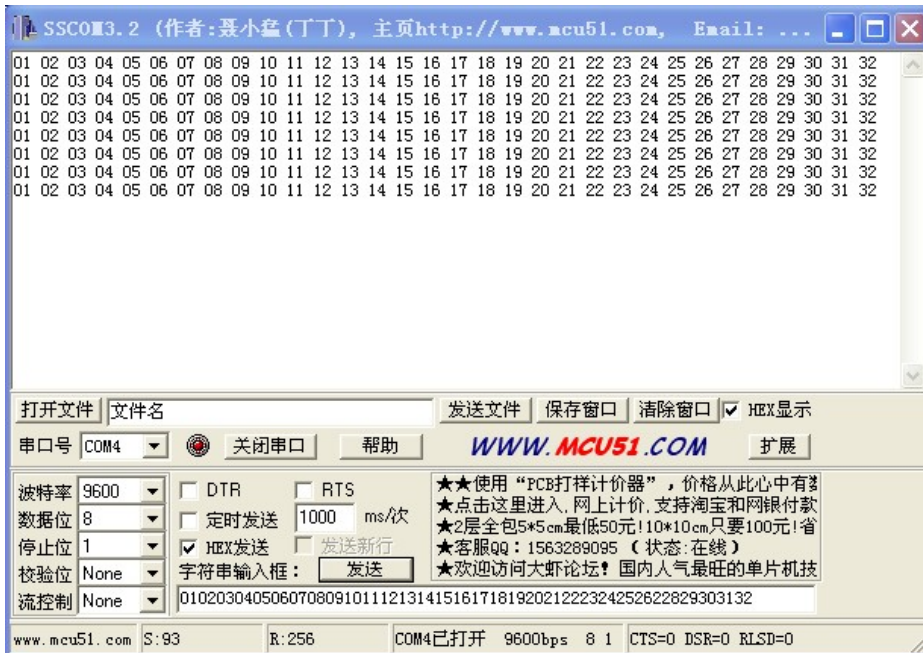 SSCOM3.2 (作者:聂小猛(丁丁), 主页http://www.mcu51.com, Email: ...
01 02 03 04 05 06 07 08 09 10 11 12 13 14 15 16 17 18 19 20 21 22 23 24 25 26 27 28 29 30 31 32
01 02 03 04 05 06 07 08 09 10 11 12 13 14 15 16 17 18 19 20 21 22 23 24 25 26 27 28 29 30 31 32
01 02 03 04 05 06 07 08 09 10 11 12 13 14 15 16 17 18 19 20 21 22 23 24 25 26 27 28 29 30 31 32
01 02 03 04 05 06 07 08 09 10 11 12 13 14 15 16 17 18 19 20 21 22 23 24 25 26 27 28 29 30 31 32
01 02 03 04 05 06 07 08 09 10 11 12 13 14 15 16 17 18 19 20 21 22 23 24 25 26 27 28 29 30 31 32
01 02 03 04 05 06 07 08 09 10 11 12 13 14 15 16 17 18 19 20 21 22 23 24 25 26 27 28 29 30 31 32
01 02 03 04 05 06 07 08 09 10 11 12 13 14 15 16 17 18 19 20 21 22 23 24 25 26 27 28 29 30 31 32
01 02 03 04 05 06 07 08 09 10 11 12 13 14 15 16 17 18 19 20 21 22 23 24 25 26 27 28 29 30 31 32
打开文件 文件名 发送文件 保存窗口 清除窗口 HEX显示
串口号 COM4 关闭串口 帮助 WWW.MCU51.COM 扩展
波特率 9600 DTR RTS
数据位 8 定时发送 1000 ms/次
停止位 1 HEX发送 发送新行
校验位 None 字符串输入框: 发送
流控制 None 010203040506070809101112131415161718192021222324252622829303132
★★使用“PCB打样计价器”,价格从此心中有
★点击这里进入,网上计价,支持淘宝和网银付款
★2层全包5*5cm最低50元!10*10cm只要100元!省
★客服QQ:1563289095 (状态:在线)
★欢迎访问大虾论坛!国内人气最旺的单片机技
www.mcu51.com S:93 R:256 COM4已打开 9600bps 8 1 CTS=0 DSR=0 RLSD=0